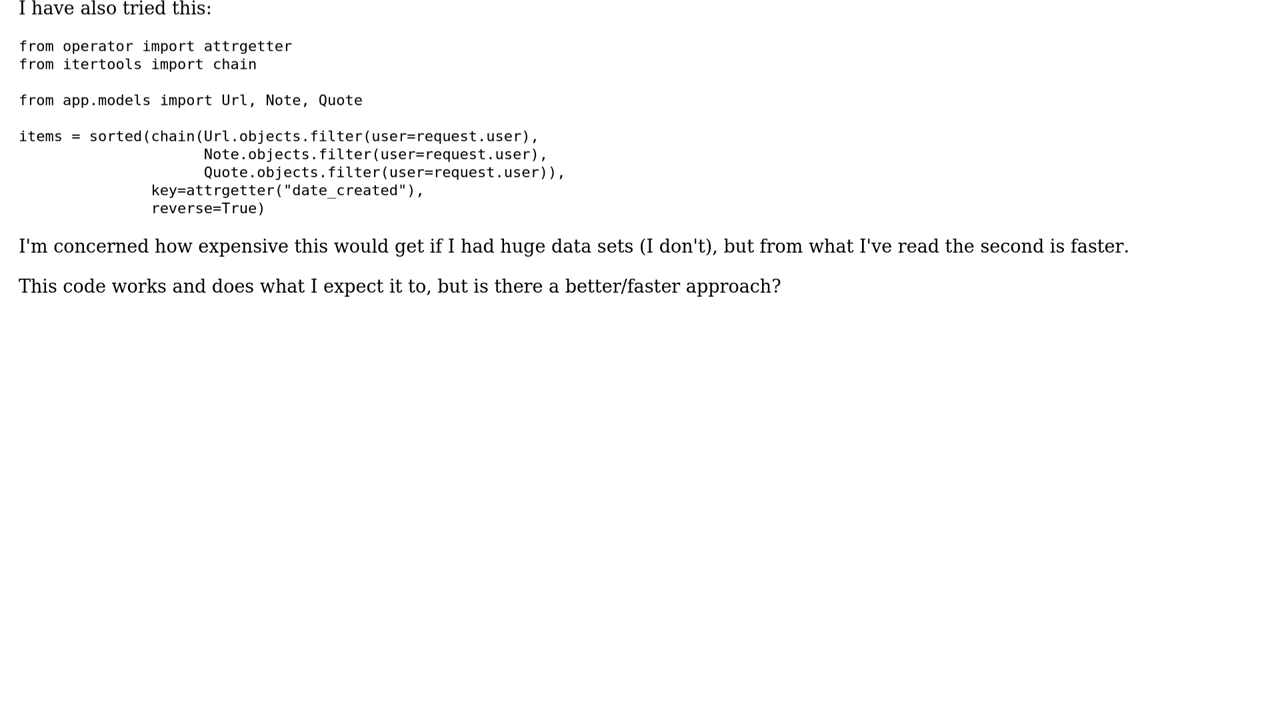 I have also tried this:
from operator import attrgetter
from itertools import chain
from app.models import Url, Note, Quote
items = sorted(chain(Url.objects.filter(user=request.user),
                     Note.objects.filter(user=request.user),
                     Quote.objects.filter(user=request.user)),
               key=attrgetter("date_created"),
               reverse=True)
I'm concerned how expensive this would get if I had huge data sets (I don't), but from what I've read the second is faster.
This code works and does what I expect it to, but is there a better/faster approach?